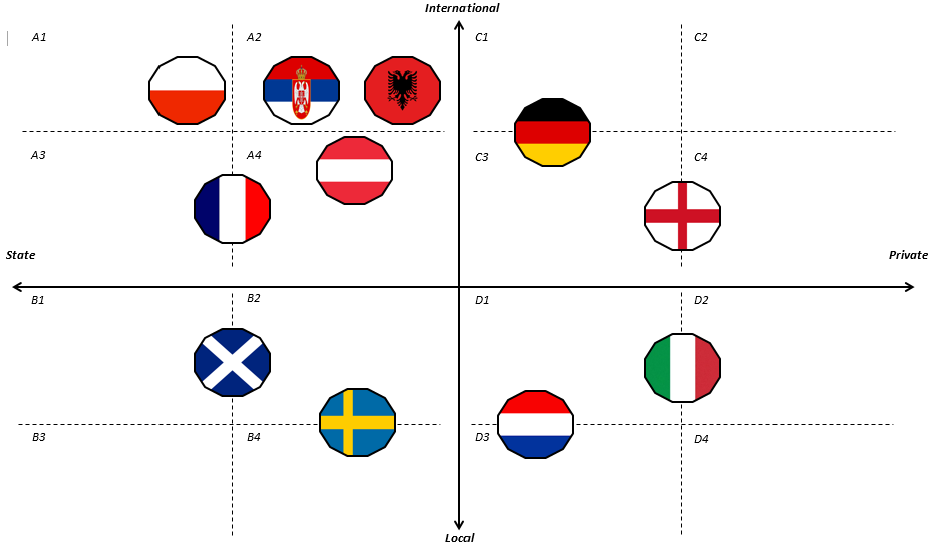 International
A1
A2
C1
C2
A3
A4
C3
C4
State
Private
B1
B2
D1
D2
B3
B4
D3
D4
Local